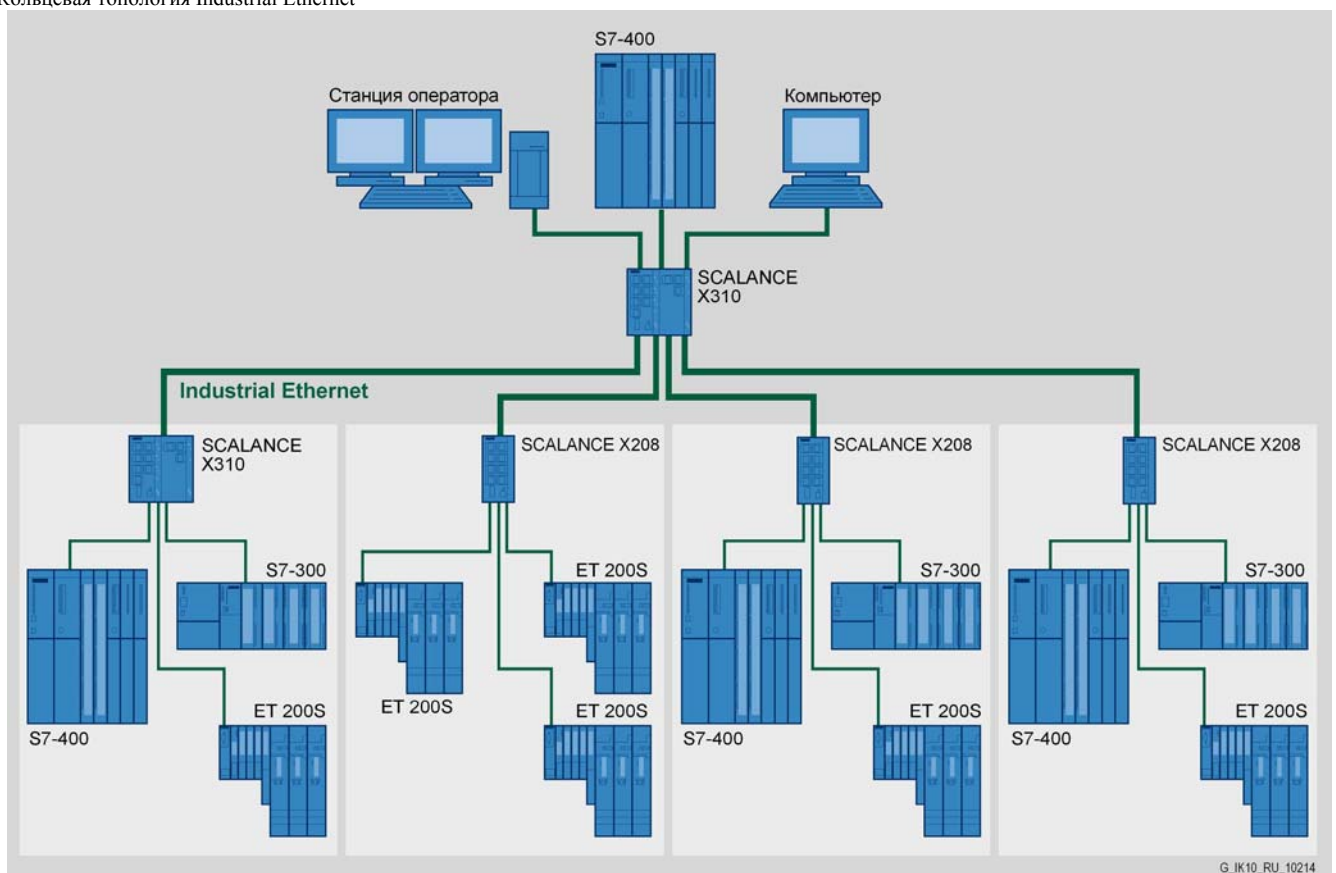 Кольцевая топология Industrial Ethernet
S7-400
Станция оператора
Компьютер
SCALANCE
X310
Industrial Ethernet
SCALANCE
X310
SCALANCE X208
SCALANCE X208
SCALANCE X208
S7-300
ET 200S
S7-300
S7-300
ET 200S
S7-400
ET 200S
ET 200S
S7-400
ET 200S
S7-400
ET 200S
G_IK10_RU_10214